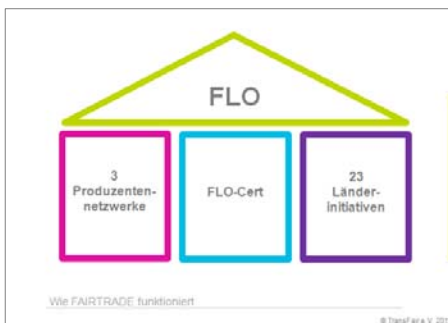 FLO
3
Produzenten-
netzwerke
FLO-Cert
23
Länder-
initiativen
Wie FAIRTRADE funktioniert
© TransFair e.V.